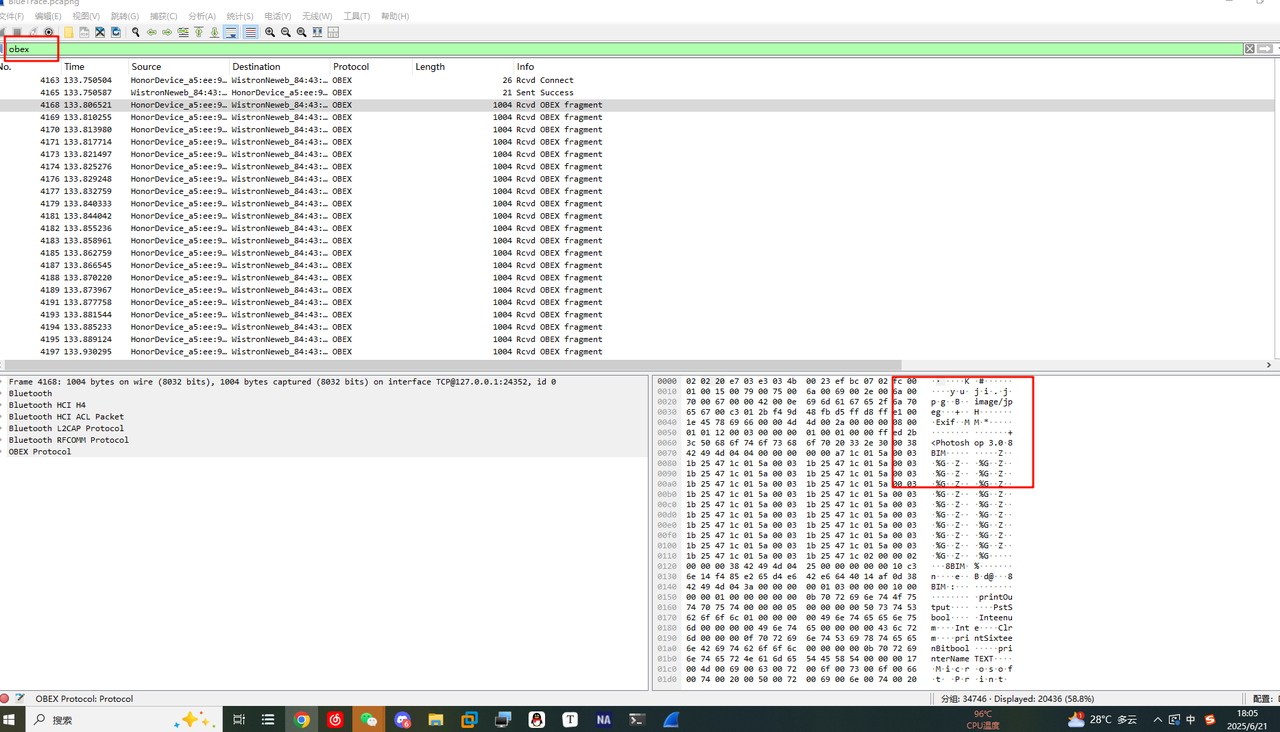 BlueTrace.pcapng
文件(F) 编辑(E) 视图(V) 跳转(G) 捕获(C) 分析(A) 统计(S) 电话(Y) 无线(W) 工具(T) 帮助(H)
obex
No. Time Source Destination Protocol Length Info
4163 133.750504 HonorDevice_a5:ee:9… WistronNeweb_84:43:… OBEX 26 Rcvd Connect
4165 133.750587 WistronNeweb_84:43:… HonorDevice_a5:ee:9… OBEX 21 Sent Success
4168 133.806521 HonorDevice_a5:ee:9… WistronNeweb_84:43:… OBEX 1004 Rcvd OBEX fragment
4169 133.810255 HonorDevice_a5:ee:9… WistronNeweb_84:43:… OBEX 1004 Rcvd OBEX fragment
4170 133.813980 HonorDevice_a5:ee:9… WistronNeweb_84:43:… OBEX 1004 Rcvd OBEX fragment
4171 133.817714 HonorDevice_a5:ee:9… WistronNeweb_84:43:… OBEX 1004 Rcvd OBEX fragment
4173 133.821497 HonorDevice_a5:ee:9… WistronNeweb_84:43:… OBEX 1004 Rcvd OBEX fragment
4174 133.825276 HonorDevice_a5:ee:9… WistronNeweb_84:43:… OBEX 1004 Rcvd OBEX fragment
4176 133.829248 HonorDevice_a5:ee:9… WistronNeweb_84:43:… OBEX 1004 Rcvd OBEX fragment
4177 133.832759 HonorDevice_a5:ee:9… WistronNeweb_84:43:… OBEX 1004 Rcvd OBEX fragment
4179 133.840333 HonorDevice_a5:ee:9… WistronNeweb_84:43:… OBEX 1004 Rcvd OBEX fragment
4181 133.844042 HonorDevice_a5:ee:9… WistronNeweb_84:43:… OBEX 1004 Rcvd OBEX fragment
4182 133.855236 HonorDevice_a5:ee:9… WistronNeweb_84:43:… OBEX 1004 Rcvd OBEX fragment
4183 133.858961 HonorDevice_a5:ee:9… WistronNeweb_84:43:… OBEX 1004 Rcvd OBEX fragment
4185 133.862759 HonorDevice_a5:ee:9… WistronNeweb_84:43:… OBEX 1004 Rcvd OBEX fragment
4187 133.866545 HonorDevice_a5:ee:9… WistronNeweb_84:43:… OBEX 1004 Rcvd OBEX fragment
4188 133.870220 HonorDevice_a5:ee:9… WistronNeweb_84:43:… OBEX 1004 Rcvd OBEX fragment
4189 133.873967 HonorDevice_a5:ee:9… WistronNeweb_84:43:… OBEX 1004 Rcvd OBEX fragment
4191 133.877758 HonorDevice_a5:ee:9… WistronNeweb_84:43:… OBEX 1004 Rcvd OBEX fragment
4193 133.881544 HonorDevice_a5:ee:9… WistronNeweb_84:43:… OBEX 1004 Rcvd OBEX fragment
4194 133.885233 HonorDevice_a5:ee:9… WistronNeweb_84:43:… OBEX 1004 Rcvd OBEX fragment
4195 133.889124 HonorDevice_a5:ee:9… WistronNeweb_84:43:… OBEX 1004 Rcvd OBEX fragment
4197 133.930295 HonorDevice_a5:ee:9… WistronNeweb_84:43:… OBEX 1004 Rcvd OBEX fragment
Frame 4168: 1004 bytes on wire (8032 bits), 1004 bytes captured (8032 bits) on interface TCP@127.0.0.1:24352, id 0
Bluetooth
Bluetooth HCI H4
Bluetooth HCI ACL Packet
Bluetooth L2CAP Protocol
Bluetooth RFCOMM Protocol
OBEX Protocol
0000 02 02 20 e7 03 e3 03 4b 00 23 ef bc 07 02 fc 00 ·· ····K ·#······
0010 01 00 15 00 79 00 75 00 6a 00 69 00 2e 00 6a 00 ····y·u· j·i·.·j·
0020 70 00 67 00 00 42 00 0e 69 6d 61 67 65 2f 6a 70 p·g··B·· image/jp
0030 65 67 00 c3 01 2b f4 9d 48 fb d5 ff d8 ff e1 00 eg···+·· H·······
0040 1e 45 78 69 66 00 00 4d 4d 00 2a 00 00 00 08 00 ·Exif··M M·*·····
0050 01 01 12 00 03 00 00 00 01 00 01 00 00 ff ed 2b ········ ·······+
0060 3c 50 68 6f 74 6f 73 68 6f 70 20 33 2e 30 00 38 <Photosh op 3.0·8
0070 42 49 4d 04 04 00 00 00 00 00 a7 1c 01 5a 00 03 BIM····· ·····Z··
0080 1b 25 47 1c 01 5a 00 03 1b 25 47 1c 01 5a 00 03 ·%G··Z·· ·%G··Z··
0090 1b 25 47 1c 01 5a 00 03 1b 25 47 1c 01 5a 00 03 ·%G··Z·· ·%G··Z··
00a0 1b 25 47 1c 01 5a 00 03 1b 25 47 1c 01 5a 00 03 ·%G··Z·· ·%G··Z··
00b0 1b 25 47 1c 01 5a 00 03 1b 25 47 1c 01 5a 00 03 ·%G··Z·· ·%G··Z··
00c0 1b 25 47 1c 01 5a 00 03 1b 25 47 1c 01 5a 00 03 ·%G··Z·· ·%G··Z··
00d0 1b 25 47 1c 01 5a 00 03 1b 25 47 1c 01 5a 00 03 ·%G··Z·· ·%G··Z··
00e0 1b 25 47 1c 01 5a 00 03 1b 25 47 1c 01 5a 00 03 ·%G··Z·· ·%G··Z··
00f0 1b 25 47 1c 01 5a 00 03 1b 25 47 1c 01 5a 00 03 ·%G··Z·· ·%G··Z··
0100 1b 25 47 1c 01 5a 00 03 1b 25 47 1c 01 5a 00 03 ·%G··Z·· ·%G··Z··
0110 1b 25 47 1c 01 5a 00 03 1b 25 47 1c 02 00 00 02 ·%G··Z·· ·%G·····
0120 00 00 00 38 42 49 4d 04 25 00 00 00 00 00 10 c3 ···8BIM· %·······
0130 6e 14 f4 85 e2 65 d4 e6 42 e6 64 40 14 af 0d 38 n····e·· B·d@···8
0140 42 49 4d 04 3a 00 00 00 00 01 03 00 00 00 10 00 BIM·:··· ········
0150 00 00 01 00 00 00 00 00 0b 70 72 69 6e 74 4f 75 ········ ·printOu
0160 74 70 75 74 00 00 00 05 00 00 00 00 50 73 74 53 tput···· ····PstS
0170 62 6f 6f 6c 01 00 00 00 00 49 6e 74 65 65 6e 75 bool···· ·Inteenu
0180 6d 00 00 00 00 49 6e 74 65 00 00 00 00 43 6c 72 m····Int e····Clr
0190 6d 00 00 00 0f 70 72 69 6e 74 53 69 78 74 65 65 m····pri ntSixtee
01a0 6e 42 69 74 62 6f 6f 6c 00 00 00 00 0b 70 72 69 nBitbool ·····pri
01b0 6e 74 65 72 4e 61 6d 65 54 45 58 54 00 00 00 17 nterName TEXT····
01c0 00 4d 00 69 00 63 00 72 00 6f 00 73 00 6f 00 66 ·M·i·c·r ·o·s·o·f
01d0 00 74 00 20 00 50 00 72 00 69 00 6e 00 74 00 20 ·t· ·P·r ·i·n·t· 
OBEX Protocol: Protocol
分组: 34746 · Displayed: 20436 (58.8%)
配置:
搜索
96℃
CPU温度
28°C 多云
中
18:05
2025/6/21